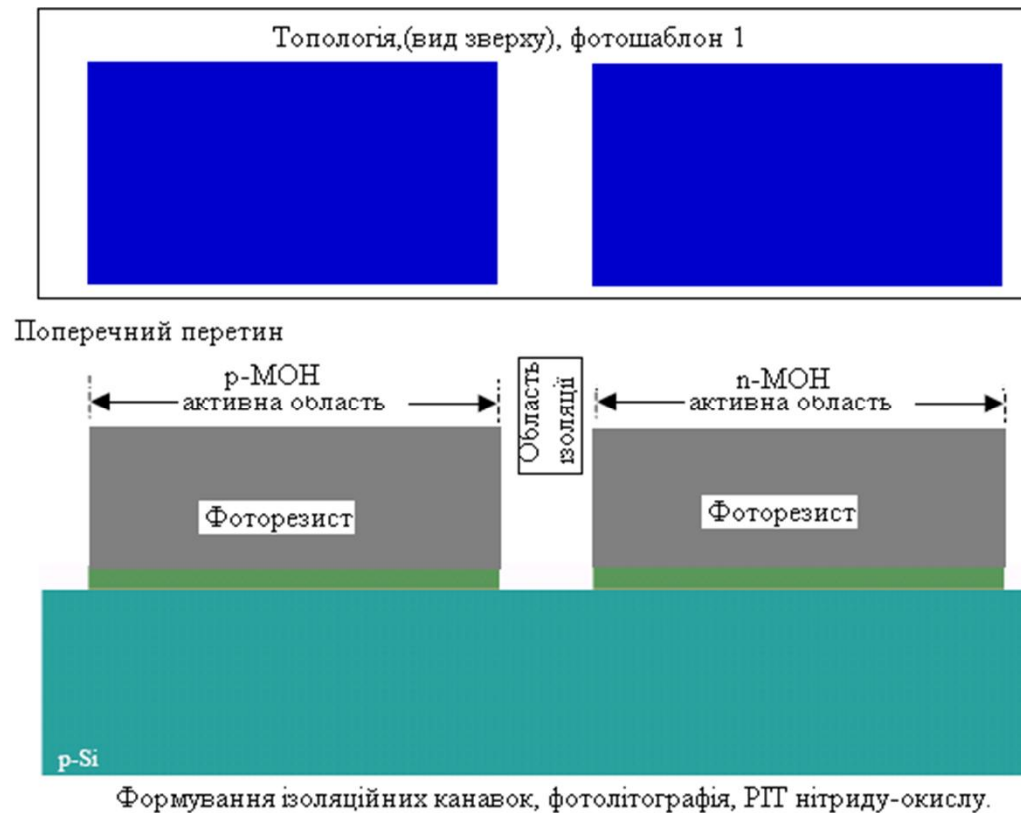 Топологія,(вид зверху), фотошаблон 1
Поперечний перетин
p-МОН
активна область
Область
ізоляції
n-МОН
активна область
Фоторезист
Фоторезист
p-Si
Формування ізоляційних канавок, фотолітографія, РІТ нітриду-окислу.